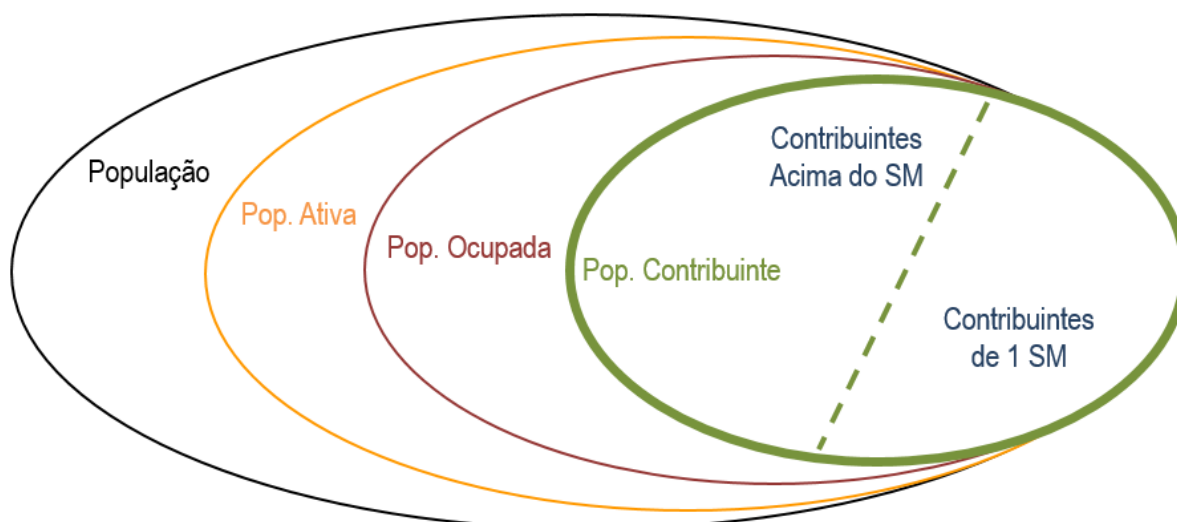 População
Pop. Ativa
Pop. Ocupada
Pop. Contribuinte
Contribuintes
Acima do SM
Contribuintes
de 1 SM